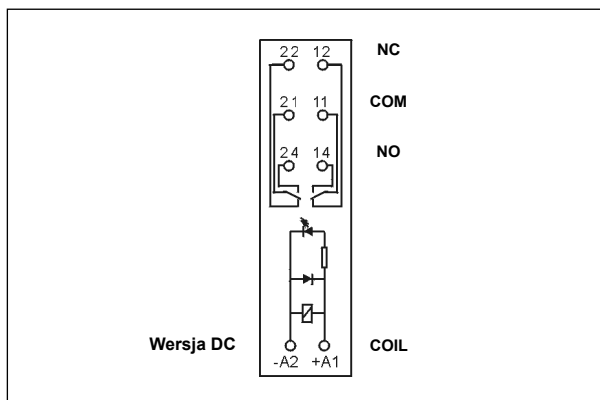 22 12 NC
21 11 COM
24 14 NO
Wersja DC COIL
-A2 +A1